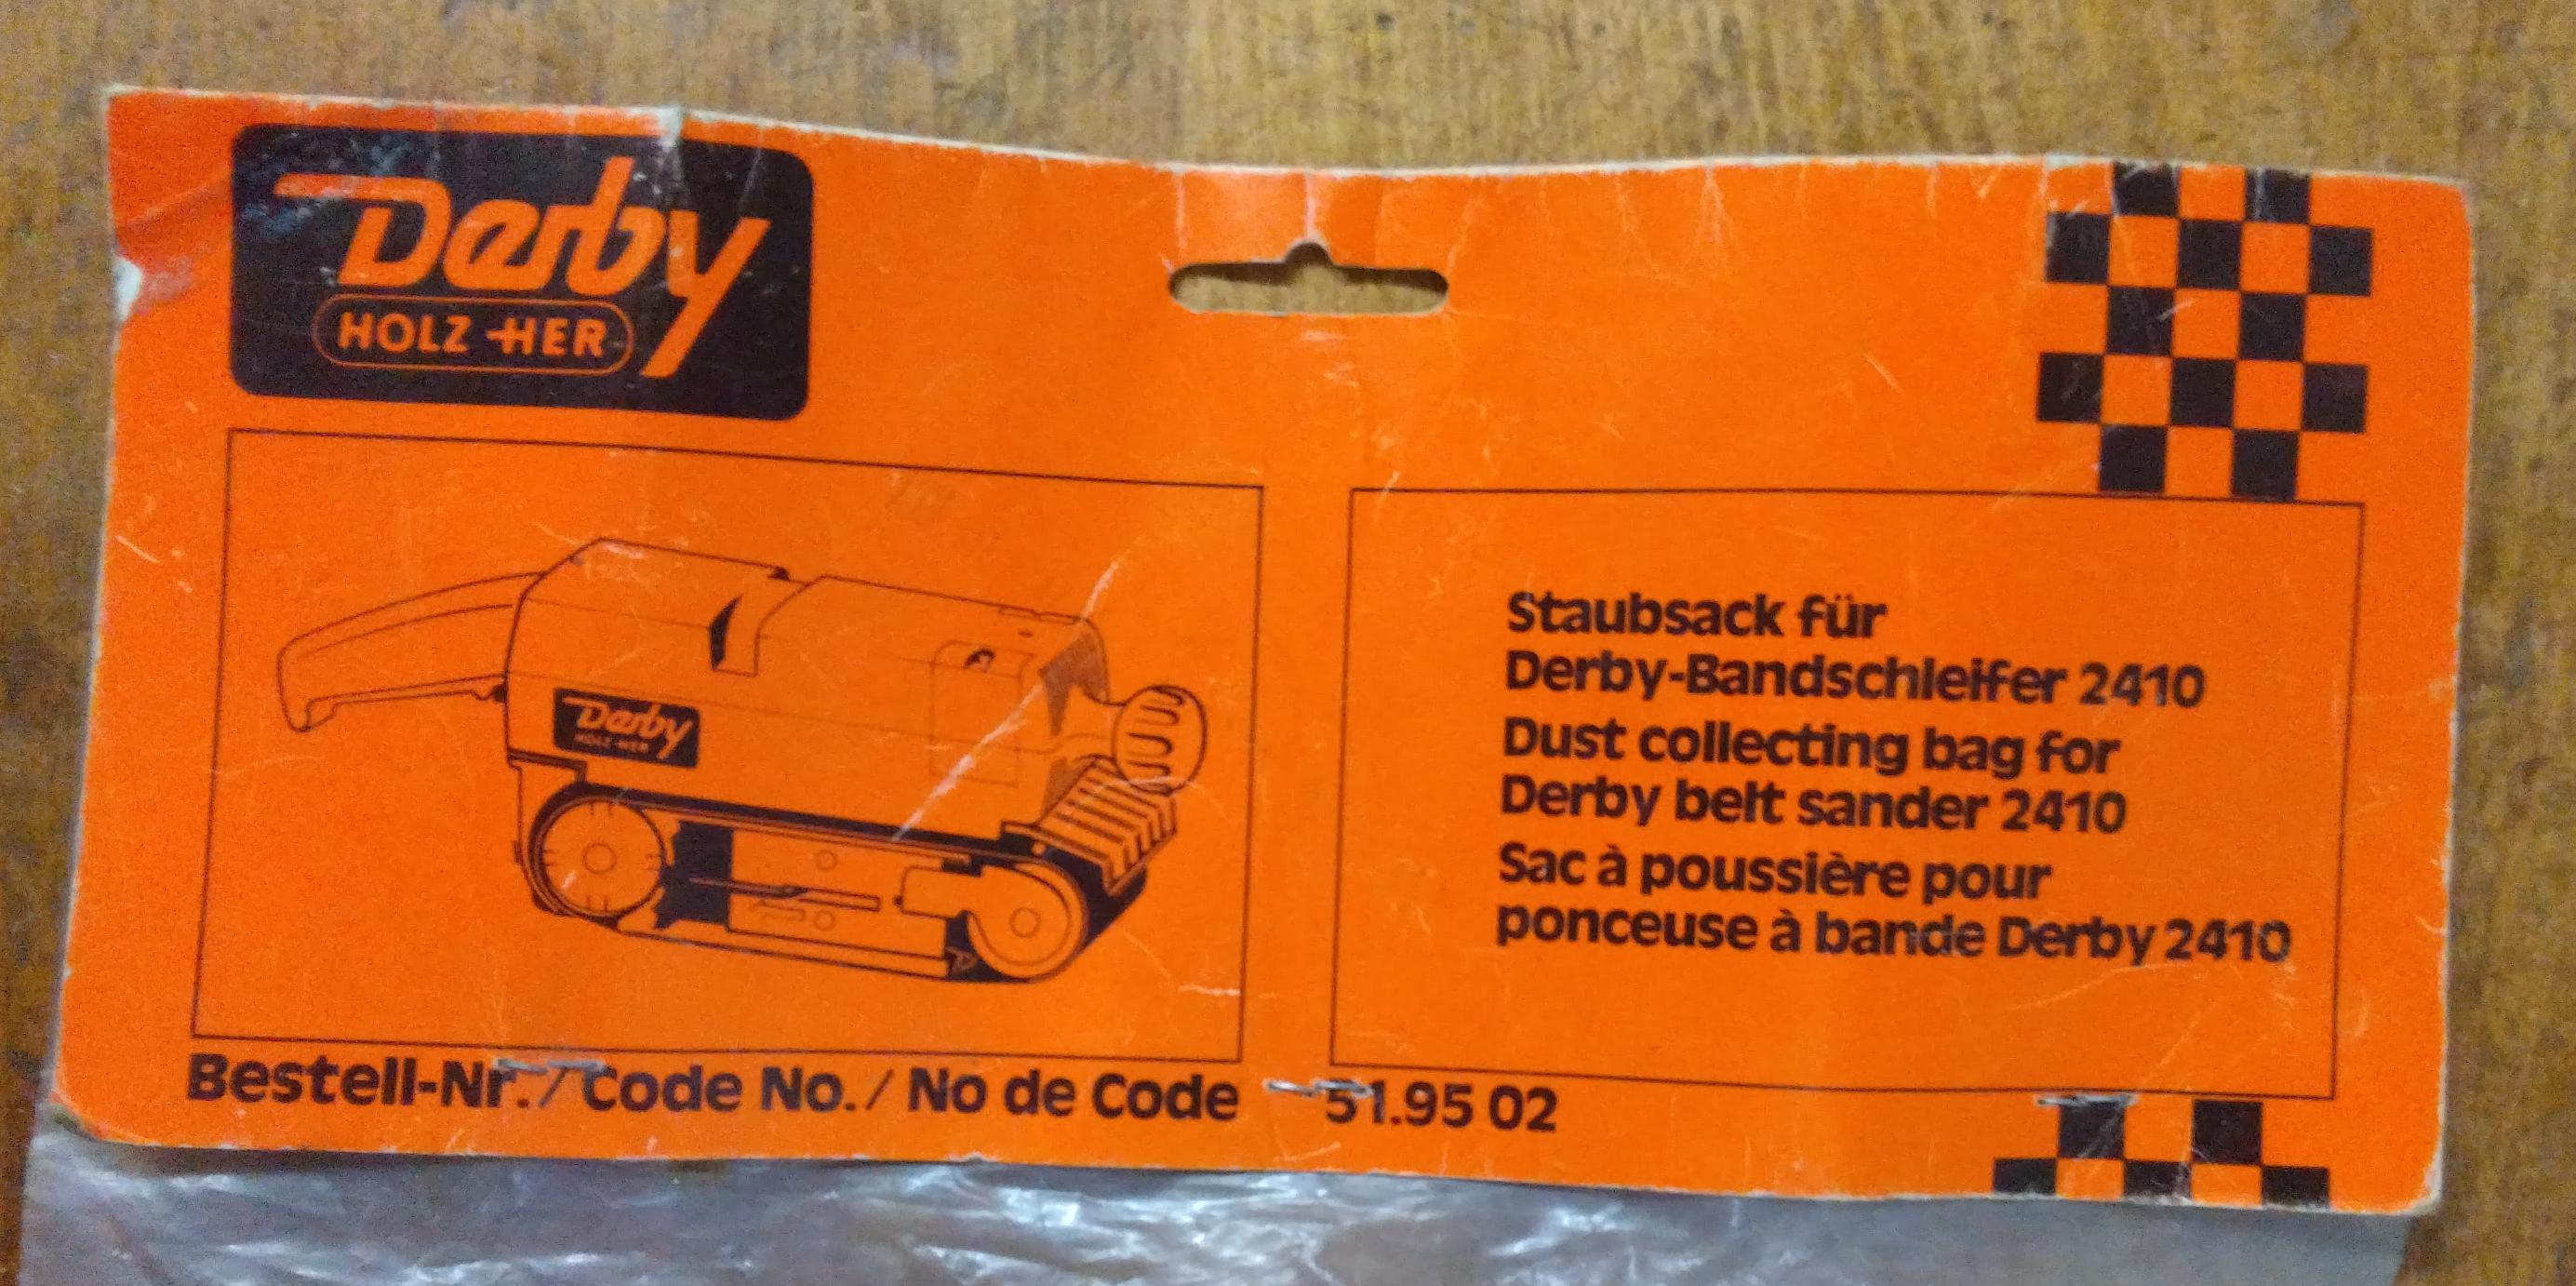 Derby
HOLZ-HER
Derby
HOLZ-HER
Staubsack für
Derby-Bandschleifer 2410
Dust collecting bag for
Derby belt sander 2410
Sac à poussière pour
ponceuse à bande Derby 2410
Bestell-Nr. / Code No. / No de Code 51.95 02